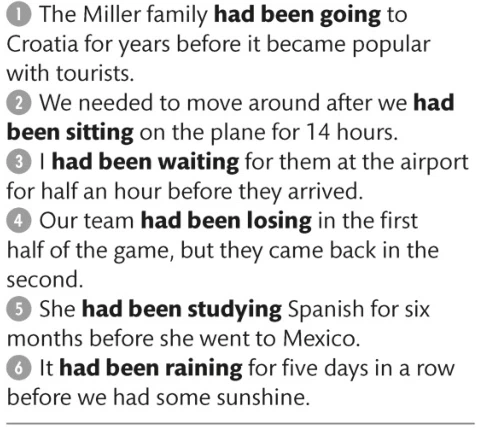 1 The Miller family had been going to
Croatia for years before it became popular
with tourists.
2 We needed to move around after we had
been sitting on the plane for 14 hours.
3 I had been waiting for them at the airport
for half an hour before they arrived.
4 Our team had been losing in the first
half of the game, but they came back in the
second.
5 She had been studying Spanish for six
months before she went to Mexico.
6 It had been raining for five days in a row
before we had some sunshine.